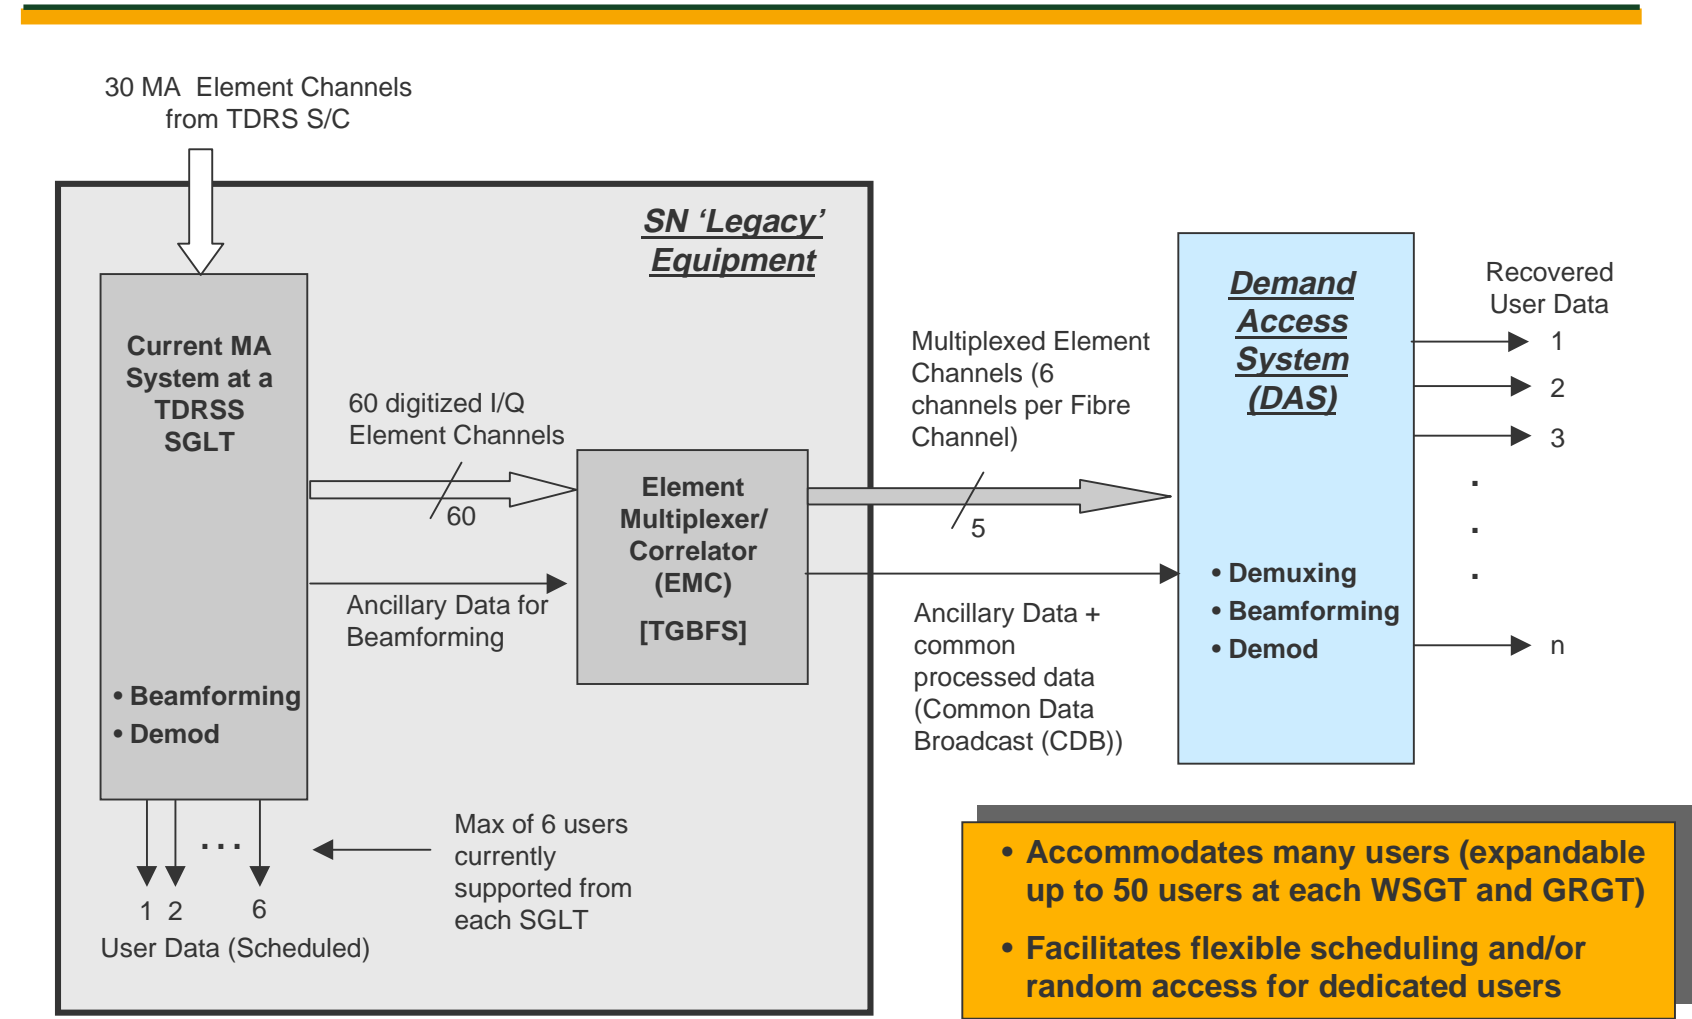 30 MA Element Channels
from TDRS S/C
SN ‘Legacy’
Equipment
Current MA
System at a
TDRSS
SGLT
• Beamforming
• Demod
60 digitized I/Q
Element Channels
60
Ancillary Data for
Beamforming
Element
Multiplexer/
Correlator
(EMC)
[TGBFS]
Multiplexed Element
Channels (6
channels per Fibre
Channel)
5
Ancillary Data +
common
processed data
(Common Data
Broadcast (CDB))
Demand
Access
System
(DAS)
• Demuxing
• Beamforming
• Demod
Recovered
User Data
1
2
3
.
.
.
n
. . .
1 2 6
User Data (Scheduled)
Max of 6 users
currently
supported from
each SGLT
• Accommodates many users (expandable
up to 50 users at each WSGT and GRGT)
• Facilitates flexible scheduling and/or
random access for dedicated users